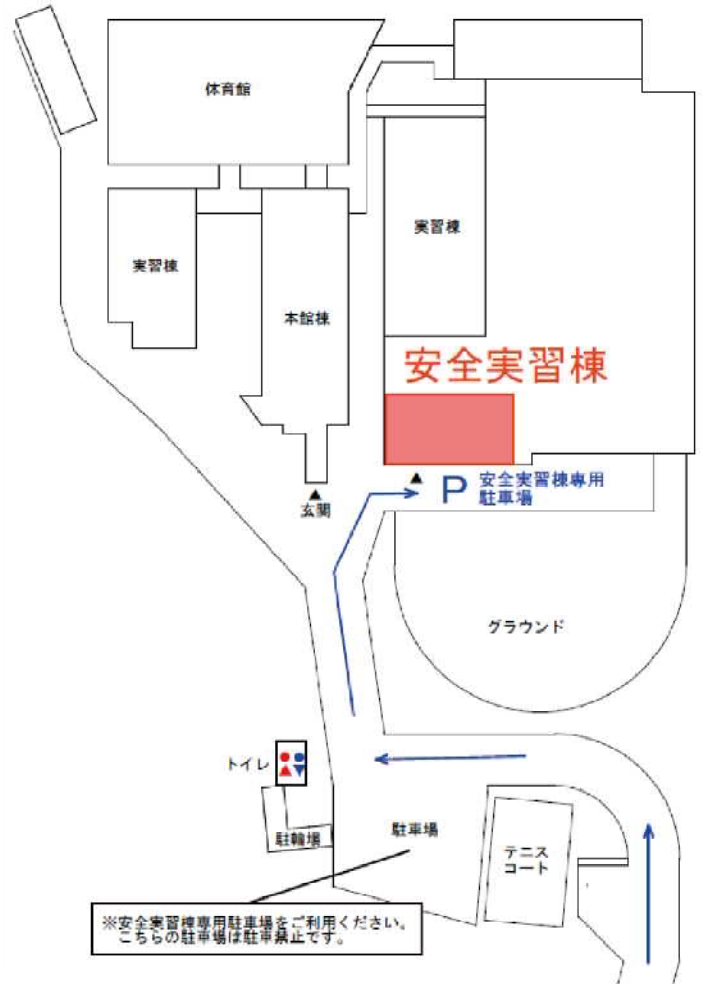 体育館
実習棟
実習棟
本館棟
安全実習棟
▲
玄関
▲
P 安全実習棟専用
駐車場
グラウンド
トイレ
駐輪場
駐車場
テニス
コート
※安全実習棟専用駐車場をご利用ください。
こちらの駐車場は駐車禁止です。